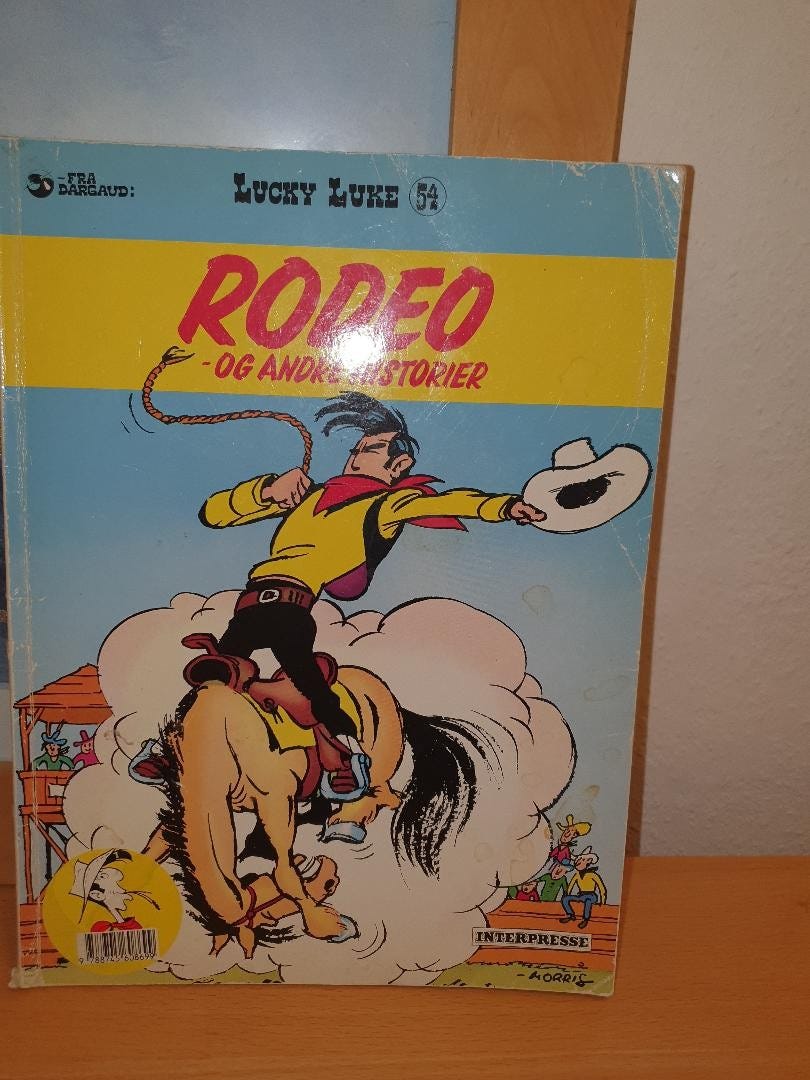 -FRA
DARGAUD:
LUCKY LUKE 54
RODEO
-OG ANDRE HISTORIER
INTERPRESSE
-MORRIS